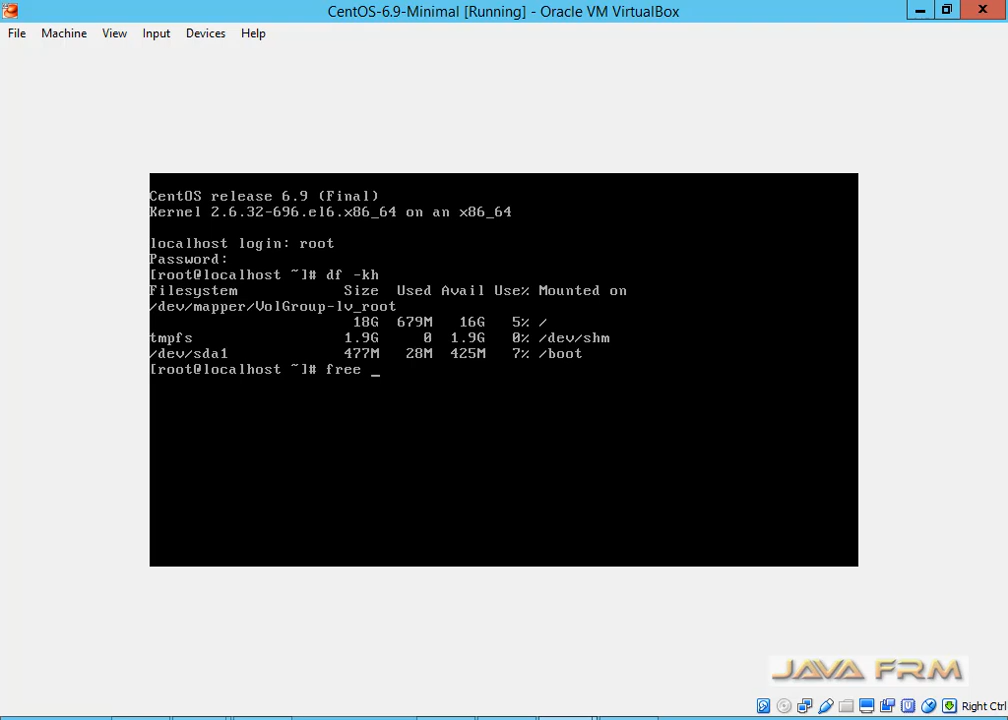 CentOS-6.9-Minimal [Running] - Oracle VM VirtualBox
File Machine View Input Devices Help
CentOS release 6.9 (Final)
Kernel 2.6.32-696.el6.x86_64 on an x86_64
localhost login: root
Password:
[root@localhost ~]# df -kh
Filesystem Size Used Avail Use% Mounted on
/dev/mapper/VolGroup-lv_root
18G 679M 16G 5% /
tmpfs 1.9G 0 1.9G 0% /dev/shm
/dev/sda1 477M 28M 425M 7% /boot
[root@localhost ~]# free _
JAVA FRM
Right Ctrl